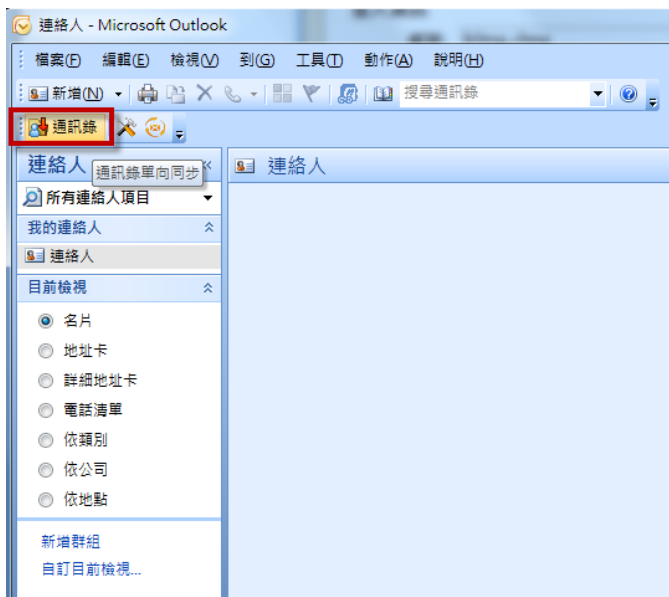 連絡人 - Microsoft Outlook
檔案(F) 編輯(E) 檢視(V) 到(G) 工具(T) 動作(A) 說明(H)
新增(N) 搜尋通訊錄
通訊錄
連絡人 連絡人
通訊錄單向同步
所有連絡人項目
我的連絡人
連絡人
目前檢視
名片
地址卡
詳細地址卡
電話清單
依類別
依公司
依地點
新增群組
自訂目前檢視...